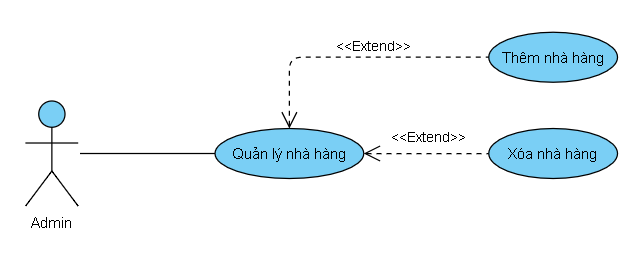 <<Extend>>
Thêm nhà hàng
<<Extend>>
Quản lý nhà hàng
Xóa nhà hàng
Admin